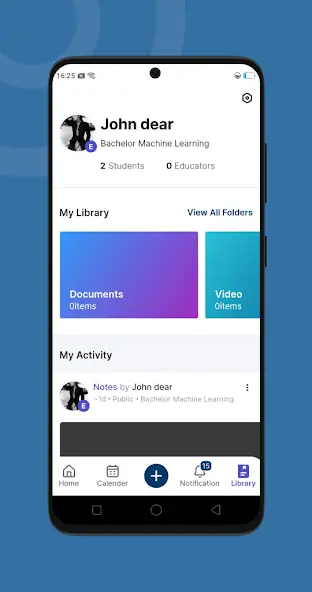 16:25
John dear
E
Bachelor Machine Learning
2 Students 0 Educators
My Library View All Folders
Documents
0Items
Video
0Items
My Activity
Notes by John dear
~1d • Public • Bachelor Machine Learning
E
15
Home Calender Notification Library